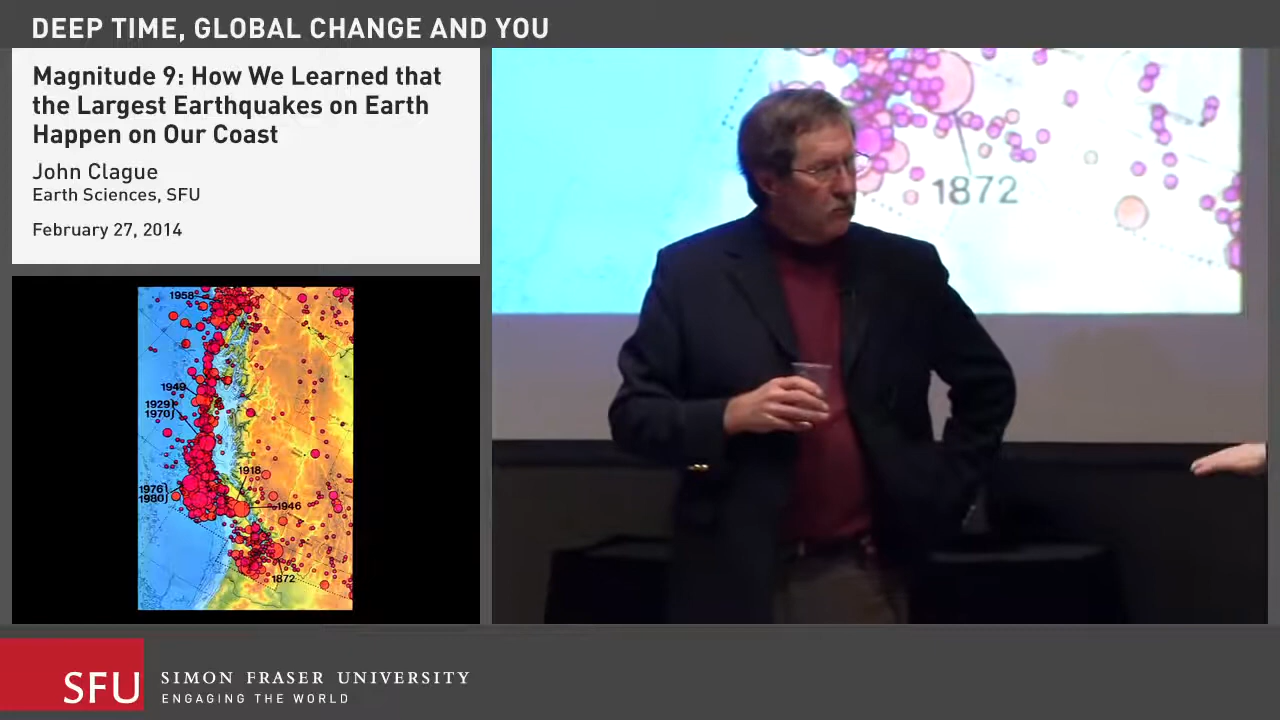 DEEP TIME, GLOBAL CHANGE AND YOU
Magnitude 9: How We Learned that
the Largest Earthquakes on Earth
Happen on Our Coast
John Clague
Earth Sciences, SFU
February 27, 2014
1872
1958
1949
1929
1970
1918
1976
1980
1946
1872
SFU
SIMON FRASER UNIVERSITY
ENGAGING THE WORLD